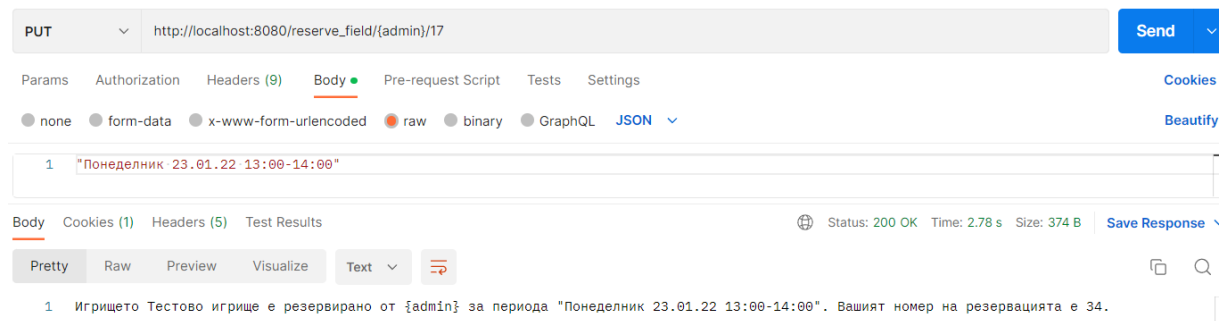 PUT http://localhost:8080/reserve_field/{admin}/17 Send
Params Authorization Headers (9) Body Pre-request Script Tests Settings Cookies
none form-data x-www-form-urlencoded raw binary GraphQL JSON Beautify
1 "Понеделник 23.01.22 13:00-14:00"
Body Cookies (1) Headers (5) Test Results Status: 200 OK Time: 2.78 s Size: 374 B Save Response
Pretty Raw Preview Visualize Text
1 Игрището Тестово игрище е резервирано от {admin} за периода "Понеделник 23.01.22 13:00-14:00". Вашият номер на резервацията е 34.